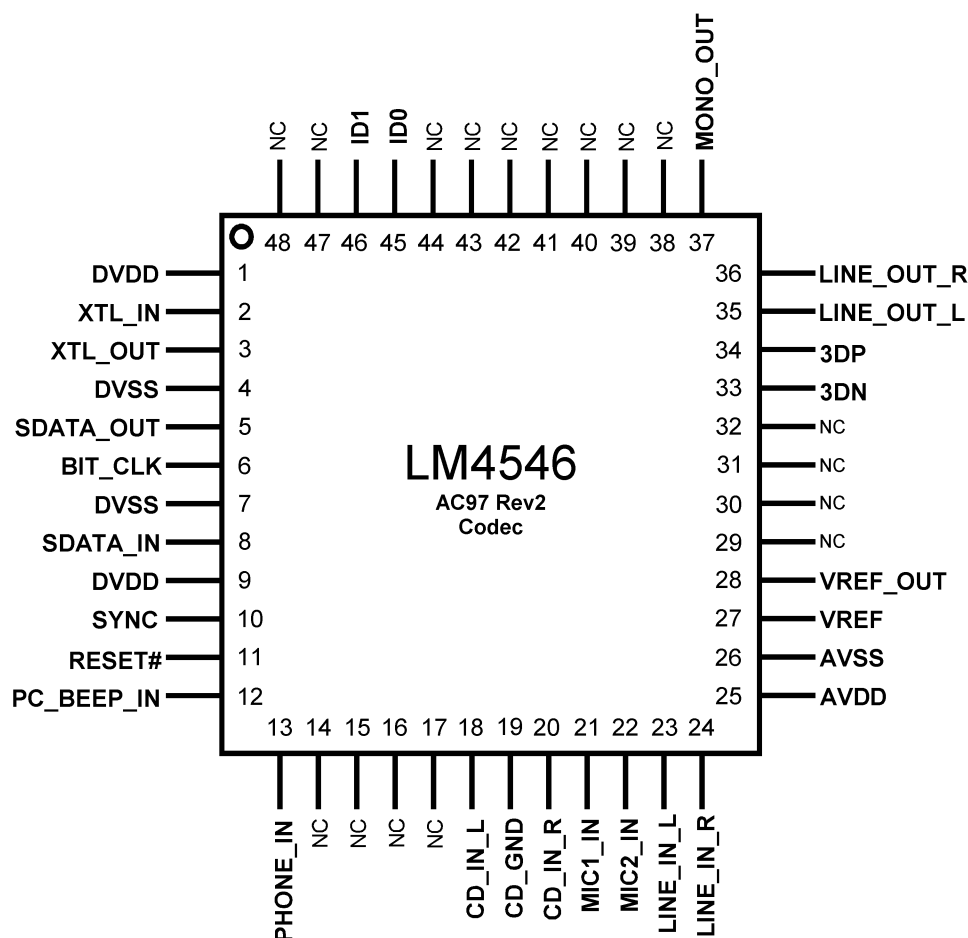 MONO_OUT
NC NC ID1 ID0 NC NC NC NC NC NC NC
48 47 46 45 44 43 42 41 40 39 38 37
DVDD 1 36 LINE_OUT_R
XTL_IN 2 35 LINE_OUT_L
XTL_OUT 3 34 3DP
DVSS 4 33 3DN
SDATA_OUT 5 32 NC
BIT_CLK 6 31 NC
LM4546
DVSS 7 30 NC
AC97 Rev2
Codec
SDATA_IN 8 29 NC
DVDD 9 28 VREF_OUT
SYNC 10 27 VREF
RESET# 11 26 AVSS
PC_BEEP_IN 12 25 AVDD
13 14 15 16 17 18 19 20 21 22 23 24
PHONE_IN NC NC NC NC CD_IN_L CD_GND CD_IN_R MIC1_IN MIC2_IN LINE_IN_L LINE_IN_R